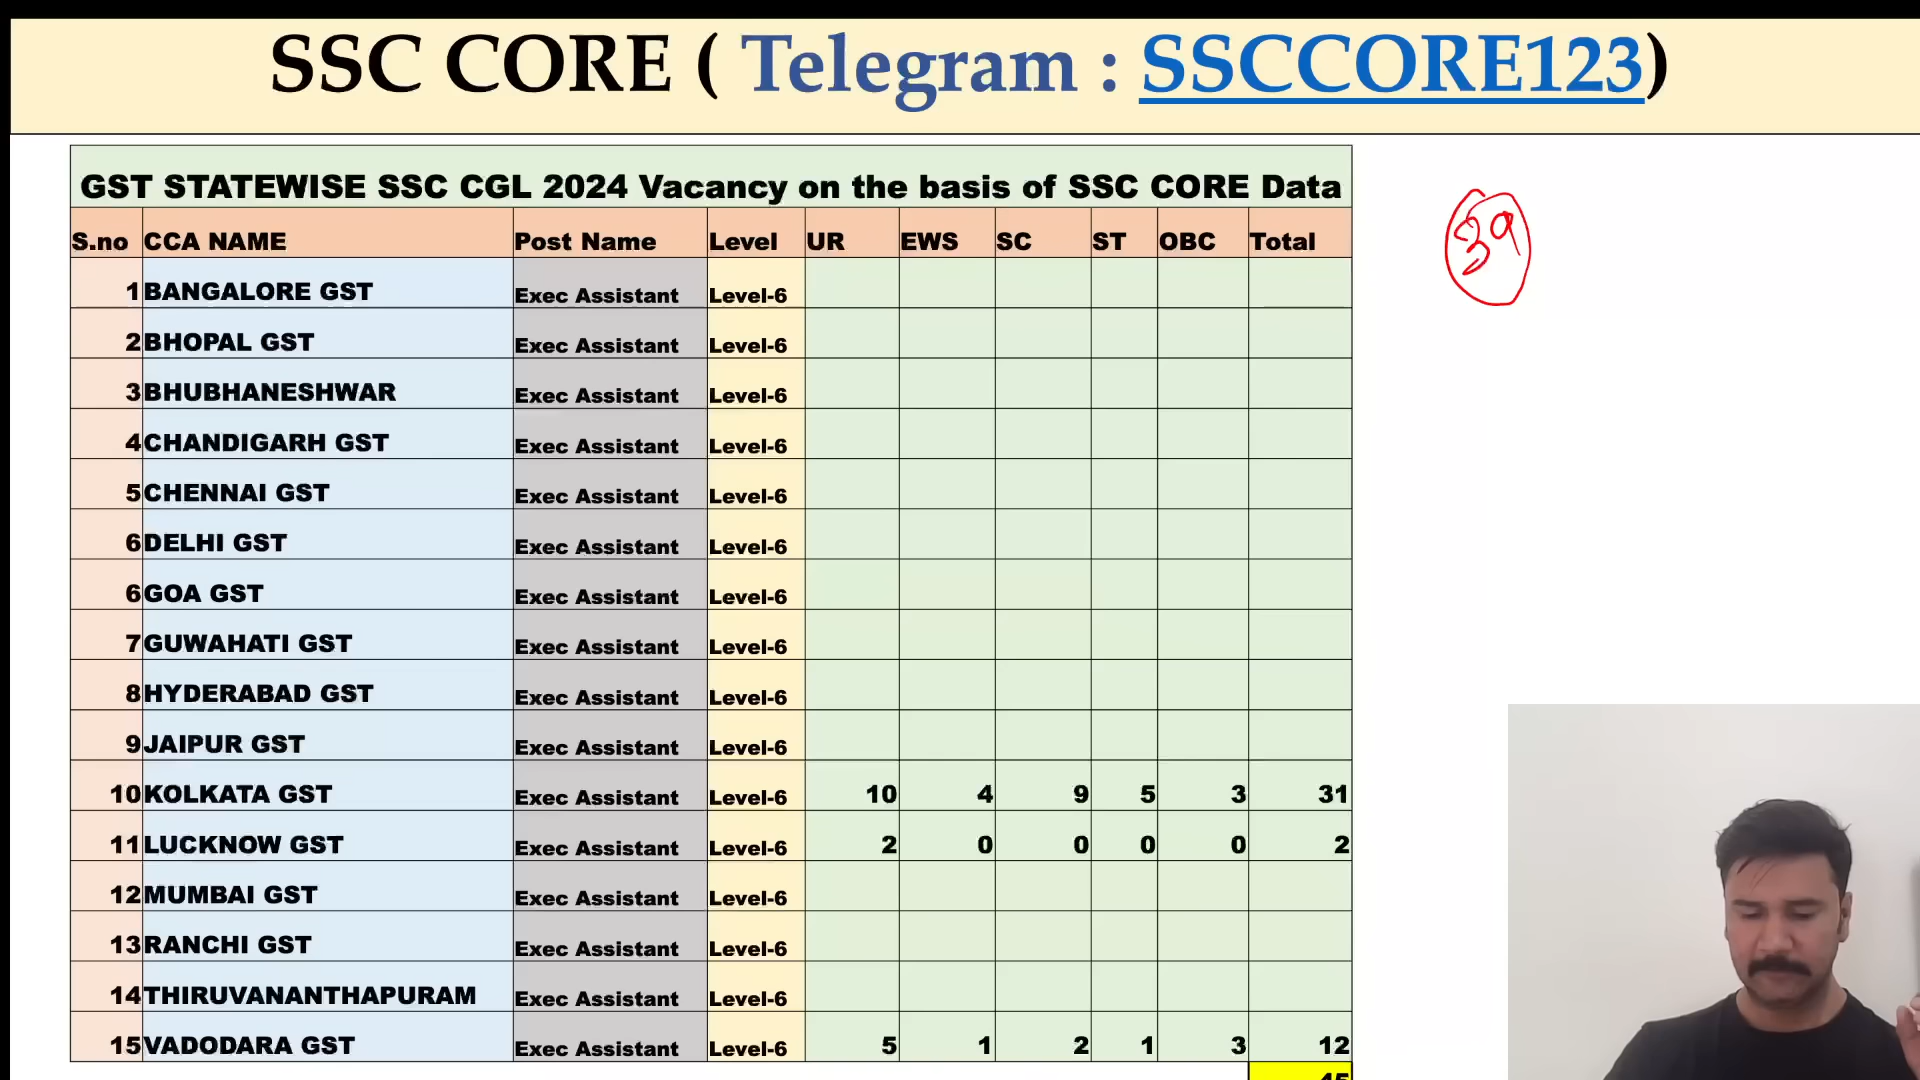 SSC CORE ( Telegram : SSCCORE123)
GST STATEWISE SSC CGL 2024 Vacancy on the basis of SSC CORE Data
S.no CCA NAME Post Name Level UR EWS SC ST OBC Total
1 BANGALORE GST Exec Assistant Level-6
2 BHOPAL GST Exec Assistant Level-6
3 BHUBHANESHWAR Exec Assistant Level-6
4 CHANDIGARH GST Exec Assistant Level-6
5 CHENNAI GST Exec Assistant Level-6
6 DELHI GST Exec Assistant Level-6
6 GOA GST Exec Assistant Level-6
7 GUWAHATI GST Exec Assistant Level-6
8 HYDERABAD GST Exec Assistant Level-6
9 JAIPUR GST Exec Assistant Level-6
10 KOLKATA GST Exec Assistant Level-6 10 4 9 5 3 31
11 LUCKNOW GST Exec Assistant Level-6 2 0 0 0 0 2
12 MUMBAI GST Exec Assistant Level-6
13 RANCHI GST Exec Assistant Level-6
14 THIRUVANANTHAPURAM Exec Assistant Level-6
15 VADODARA GST Exec Assistant Level-6 5 1 2 1 3 12
39